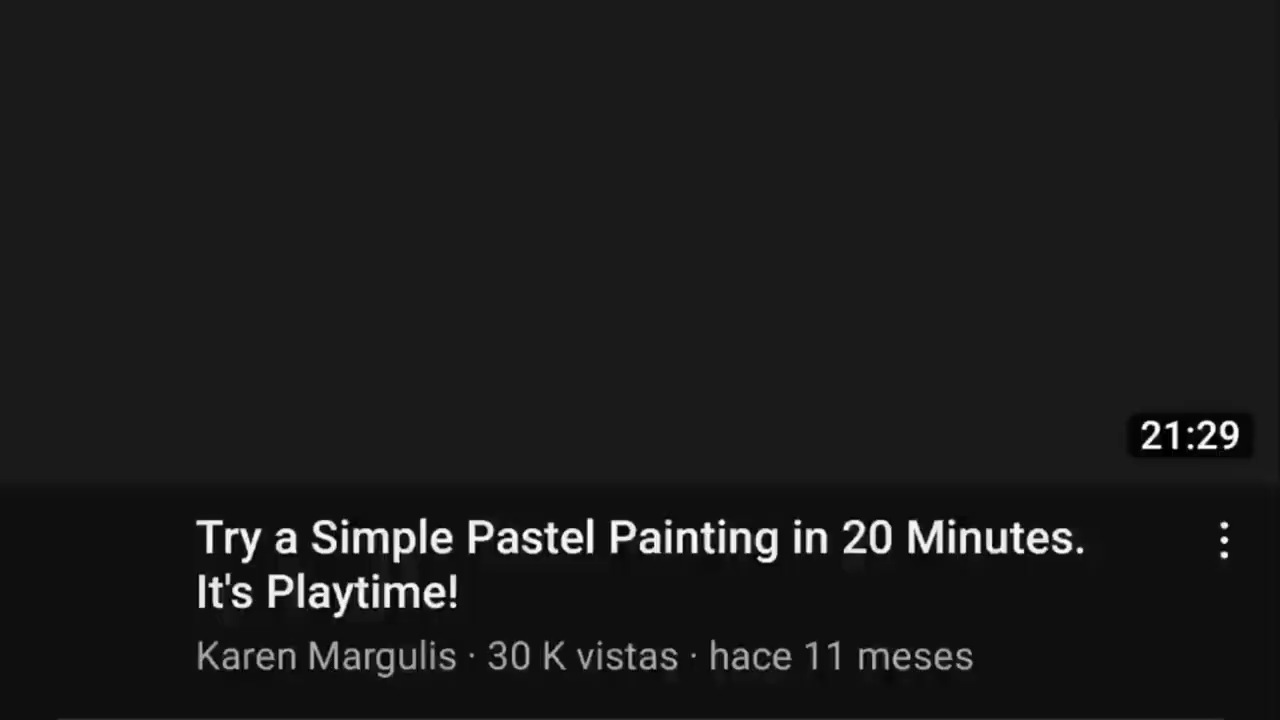 21:29
Try a Simple Pastel Painting in 20 Minutes.
It's Playtime!
Karen Margulis · 30 K vistas · hace 11 meses